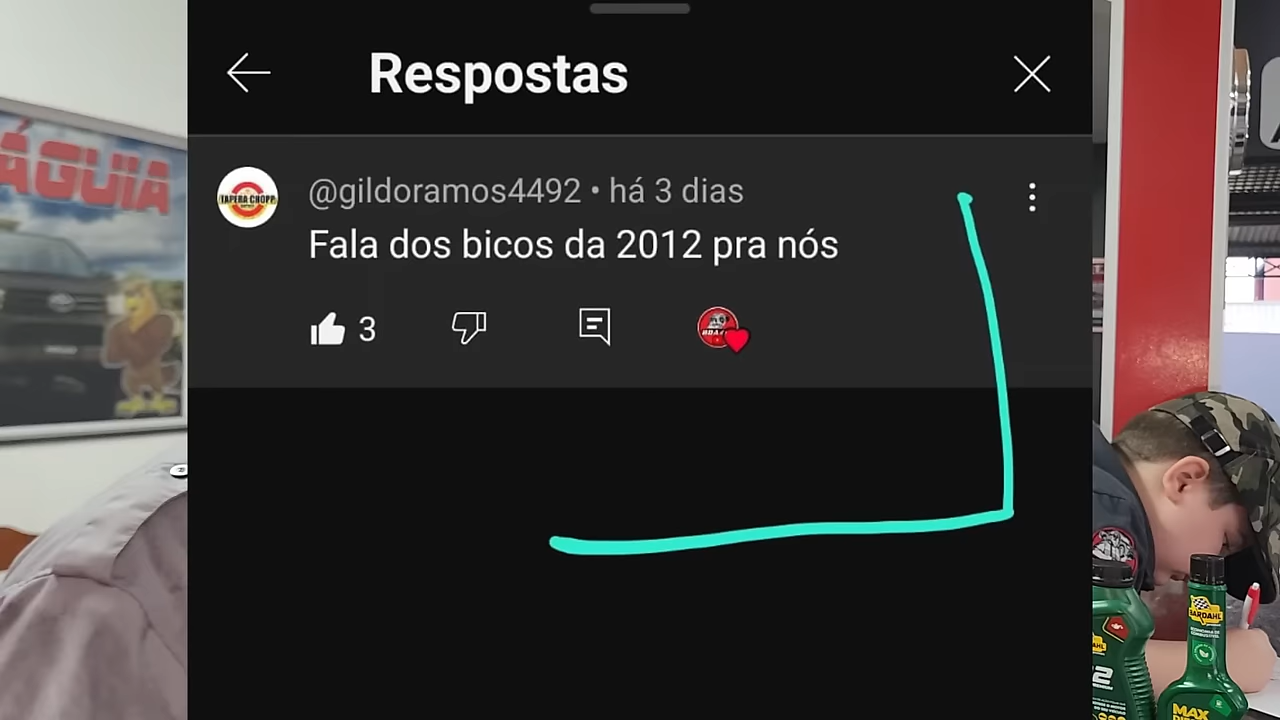 Respostas
@gildoramos4492 • há 3 dias
Fala dos bicos da 2012 pra nós
3
ÁGUIA
TAPERA CHOPP
BARDAHL
MAX